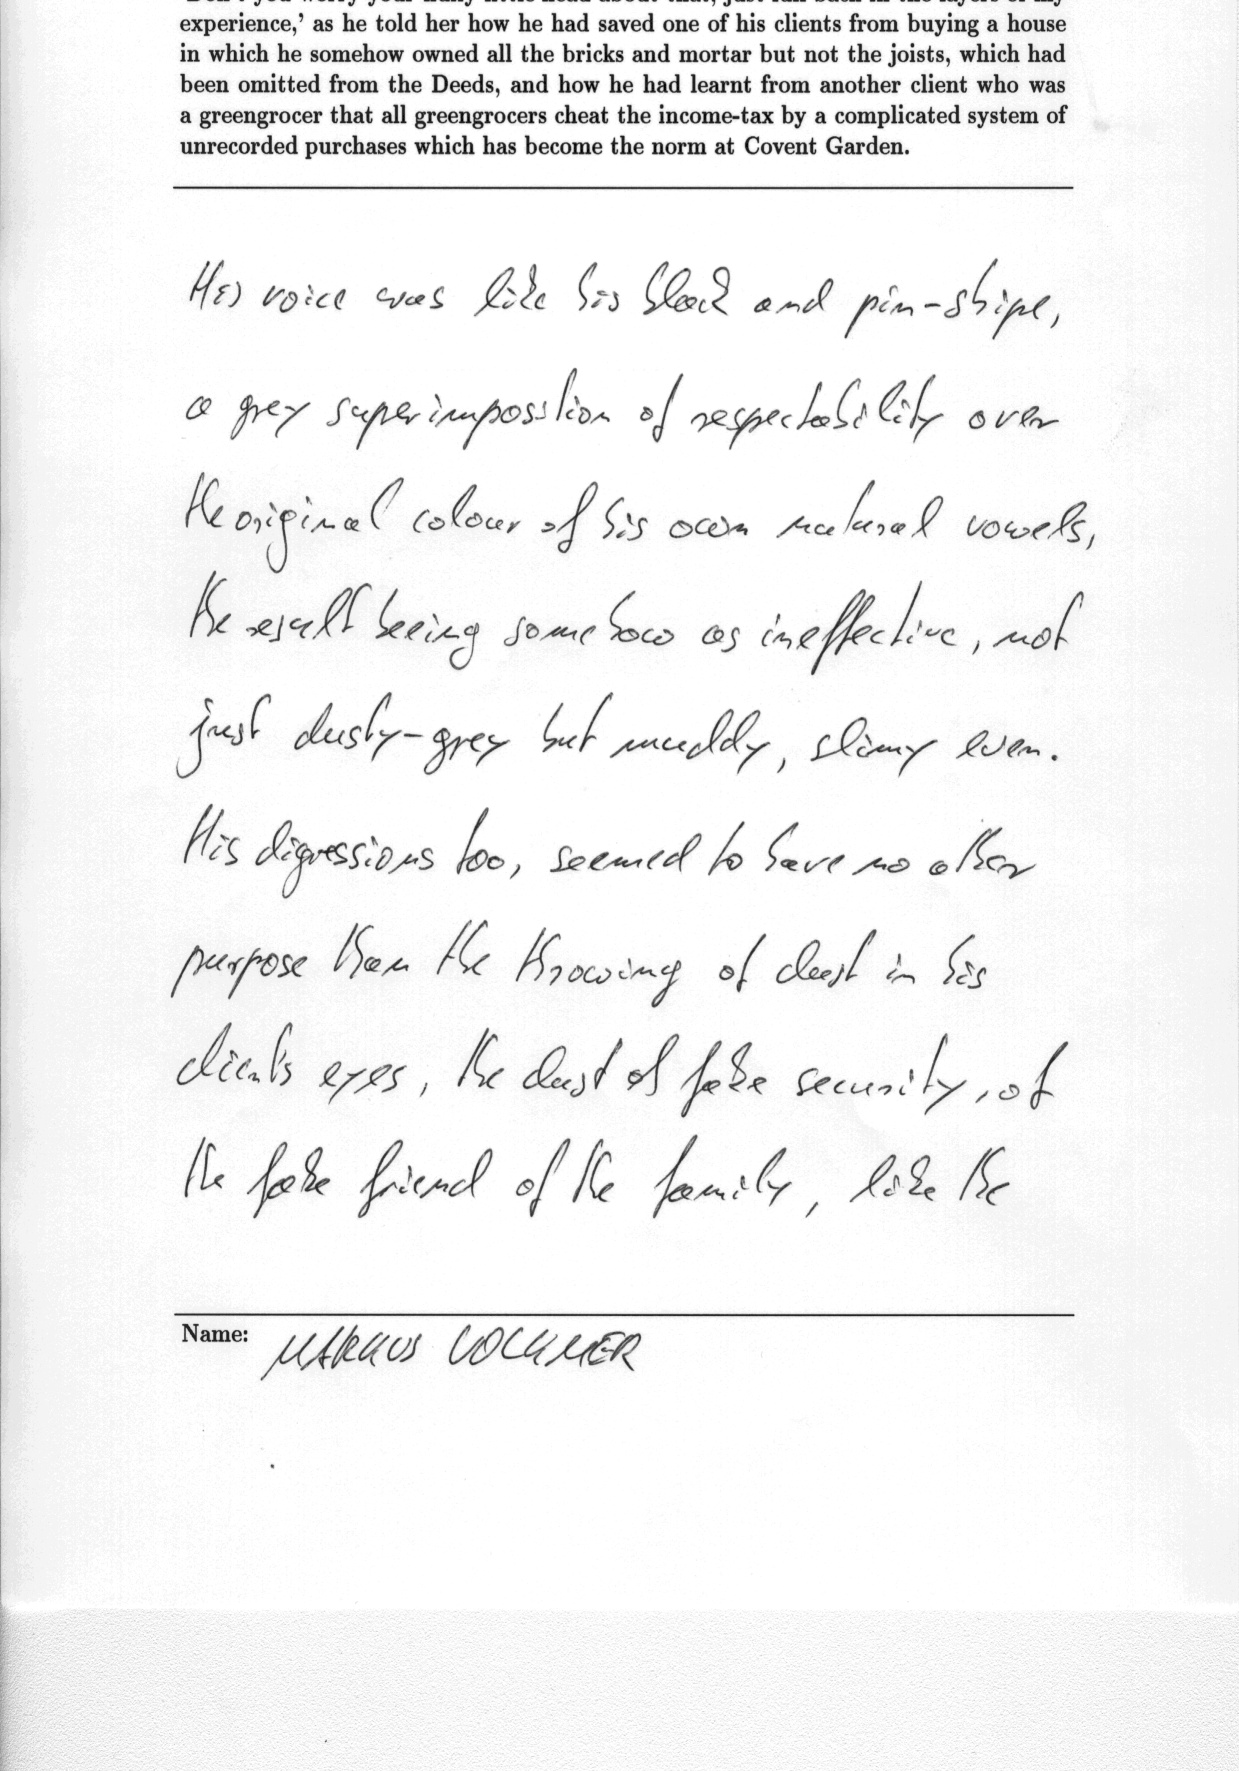 experience,’ as he told her how he had saved one of his clients from buying a house
in which he somehow owned all the bricks and mortar but not the joists, which had
been omitted from the Deeds, and how he had learnt from another client who was
a greengrocer that all greengrocers cheat the income-tax by a complicated system of
unrecorded purchases which has become the norm at Covent Garden.
His voice was like his black and pin-stripe,
a grey superimposition of respectability over
the original colour of his own natural vowels,
the result beeing somehow as ineffective, not
just dusty-grey but muddy, slimy even.
His digressions too, seemed to have no other
purpose than the throwing of dust in his
client's eyes, the dust of fake security, of
the fake friend of the family, like the
Name: MARKUS